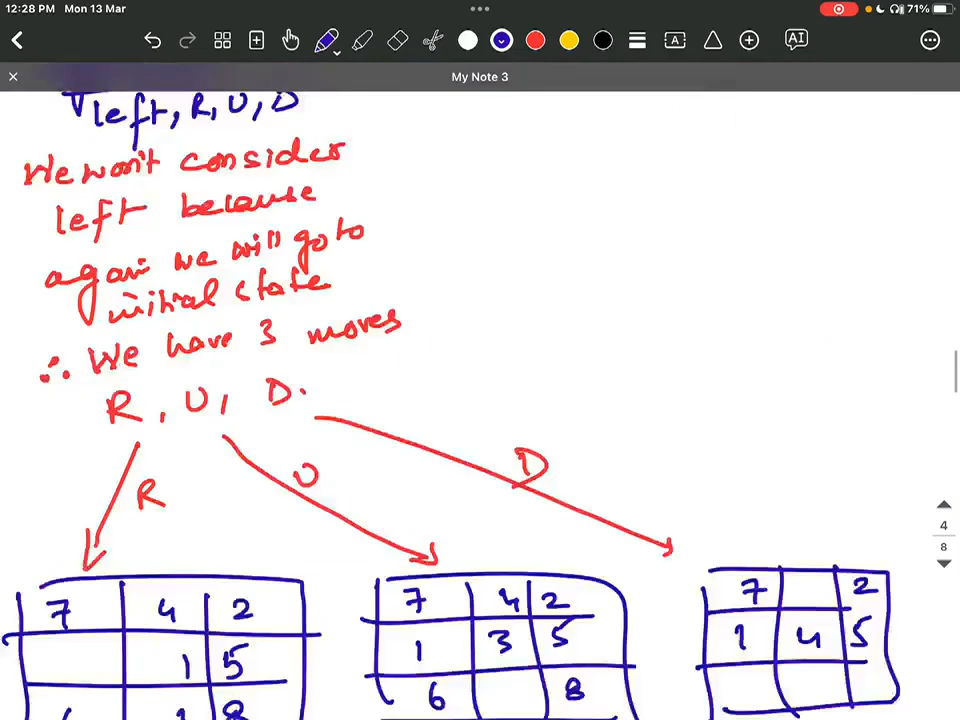 12:28 PM Mon 13 Mar
71%
AI
My Note 3
left, R, U, D
We won't consider
left because
again we will go to
initial state
∴ We have 3 moves
R, U, D.
R
U
D
4
8
7 4 2
1 5
8
7 4 2
1 3 5
6 8
7 2
1 4 5